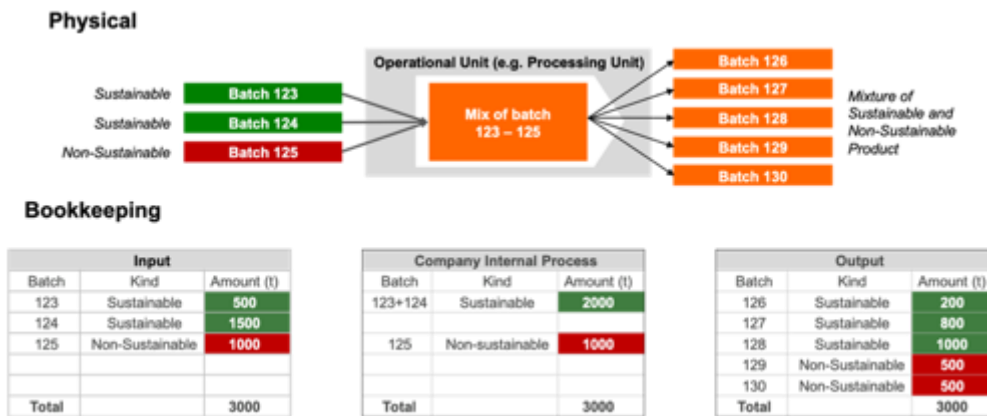 Physical
Operational Unit (e.g. Processing Unit)
Sustainable
Batch 123
Sustainable
Batch 124
Non-Sustainable
Batch 125
Mix of batch
123 – 125
Batch 126
Batch 127
Batch 128
Batch 129
Batch 130
Mixture of
Sustainable and
Non-Sustainable
Product
Bookkeeping
Input
Batch Kind Amount (t)
123 Sustainable 500
124 Sustainable 1500
125 Non-Sustainable 1000
Total 3000
Company Internal Process
Batch Kind Amount (t)
123+124 Sustainable 2000
125 Non-sustainable 1000
Total 3000
Output
Batch Kind Amount (t)
126 Sustainable 200
127 Sustainable 800
128 Sustainable 1000
129 Non-Sustainable 500
130 Non-Sustainable 500
Total 3000